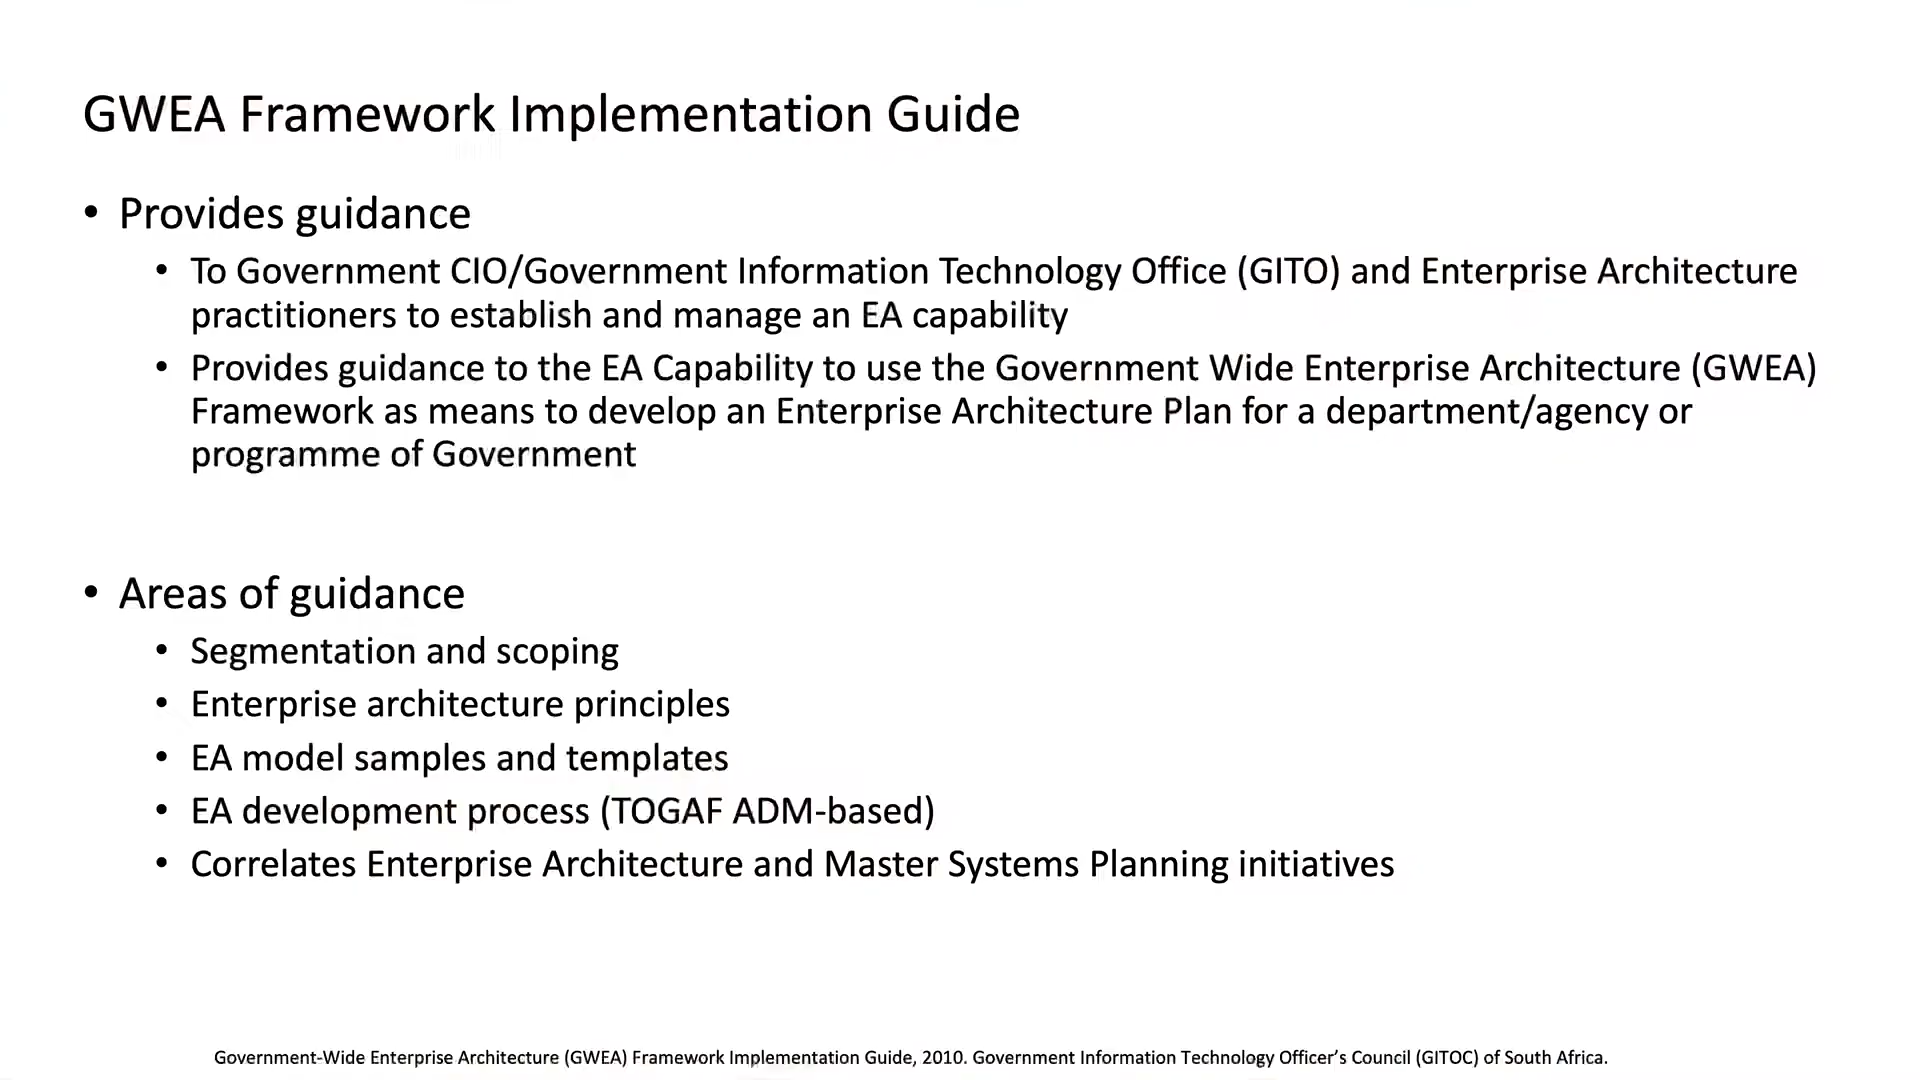 GWEA Framework Implementation Guide
• Provides guidance
• To Government CIO/Government Information Technology Office (GITO) and Enterprise Architecture
practitioners to establish and manage an EA capability
• Provides guidance to the EA Capability to use the Government Wide Enterprise Architecture (GWEA)
Framework as means to develop an Enterprise Architecture Plan for a department/agency or
programme of Government
• Areas of guidance
• Segmentation and scoping
• Enterprise architecture principles
• EA model samples and templates
• EA development process (TOGAF ADM-based)
• Correlates Enterprise Architecture and Master Systems Planning initiatives
Government-Wide Enterprise Architecture (GWEA) Framework Implementation Guide, 2010. Government Information Technology Officer’s Council (GITOC) of South Africa.